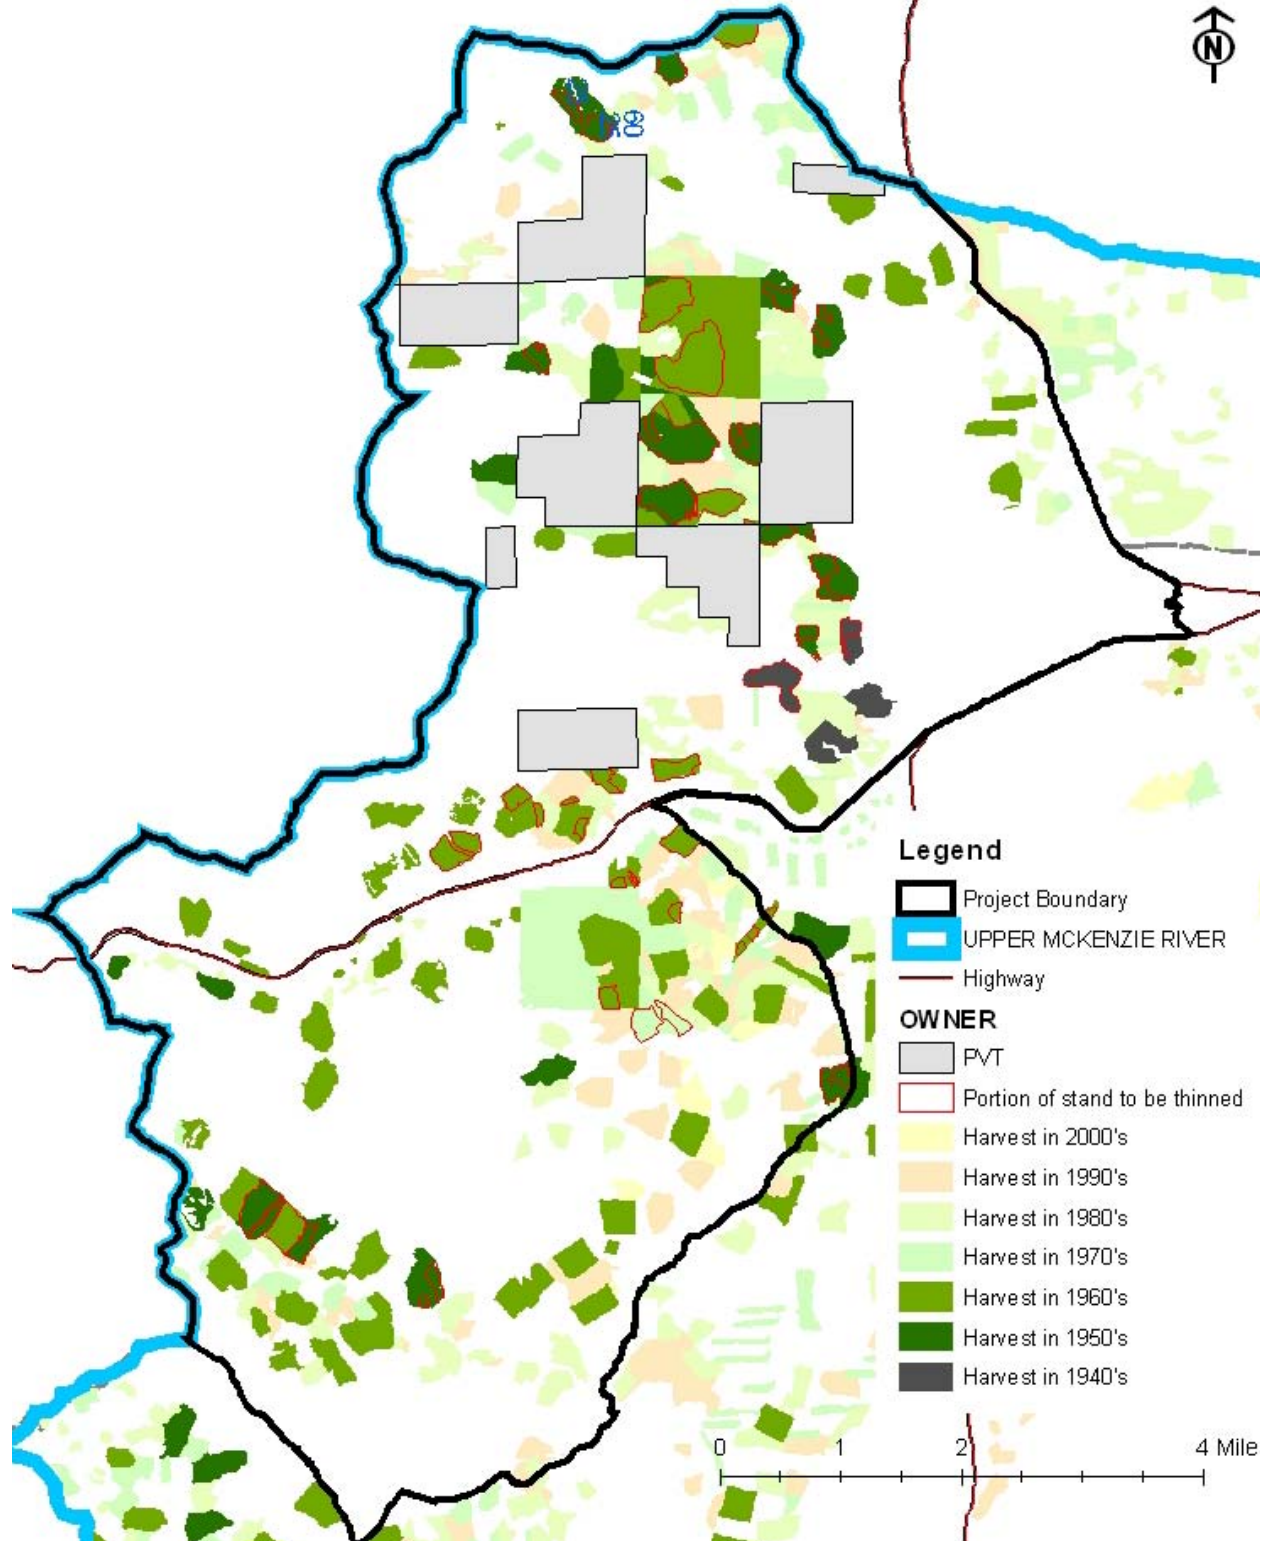 N
09
Legend
Project Boundary
UPPER MCKENZIE RIVER
Highway
OWNER
PVT
Portion of stand to be thinned
Harvest in 2000's
Harvest in 1990's
Harvest in 1980's
Harvest in 1970's
Harvest in 1960's
Harvest in 1950's
Harvest in 1940's
0 1 2 4 Mile